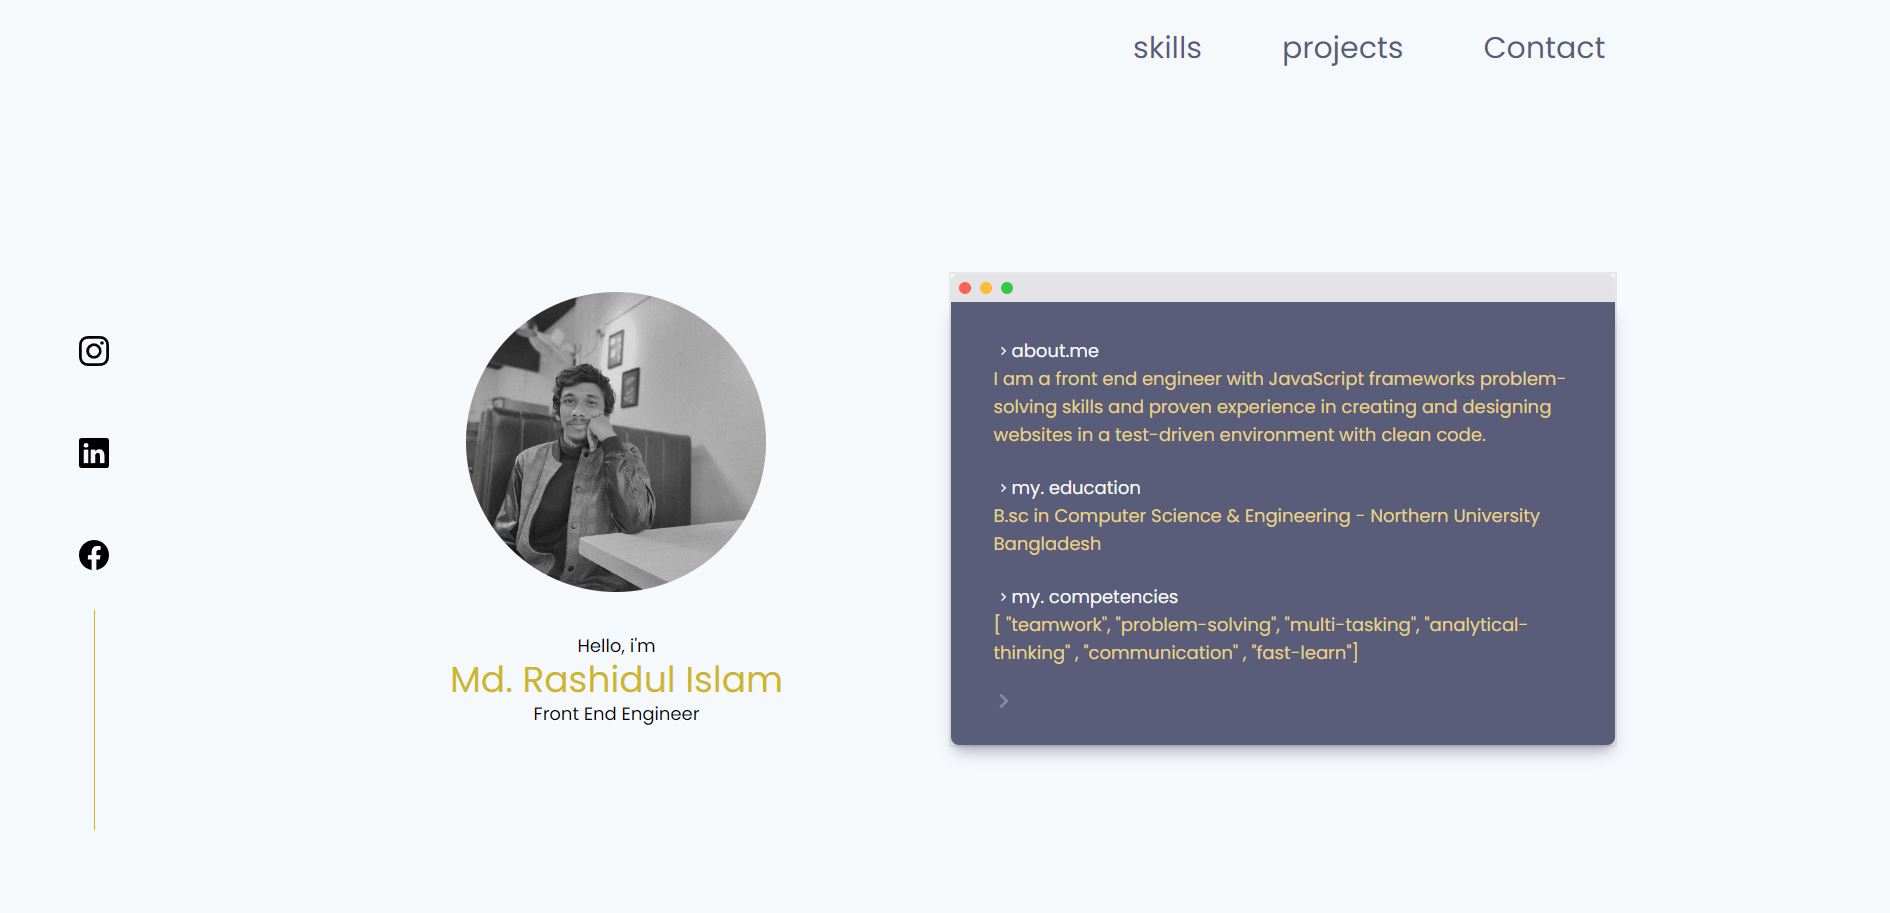 skills projects Contact
Hello, i'm
Md. Rashidul Islam
Front End Engineer
› about.me
I am a front end engineer with JavaScript frameworks problem-
solving skills and proven experience in creating and designing
websites in a test-driven environment with clean code.
› my. education
B.sc in Computer Science & Engineering - Northern University
Bangladesh
› my. competencies
[ "teamwork", "problem-solving", "multi-tasking", "analytical-
thinking" , "communication" , "fast-learn"]
›